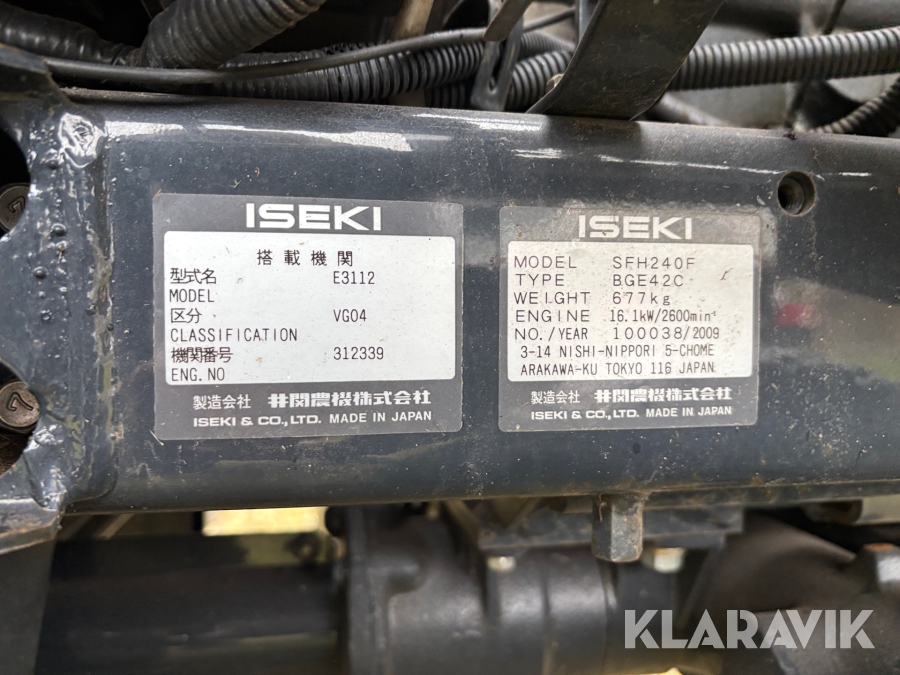 ISEKI
搭載機関
型式名 E3112
MODEL
区分 VG04
CLASSIFICATION
機関番号 312339
ENG.NO
製造会社 井関農機株式会社
ISEKI & CO., LTD. MADE IN JAPAN
ISEKI
MODEL SFH240F
TYPE BGE42C
WEIGHT 677kg
ENGINE 16.1kW/2600min⁻¹
NO./YEAR 100038/2009
3-14 NISHI-NIPPORI 5-CHOME
ARAKAWA-KU TOKYO 116 JAPAN
製造会社 井関農機株式会社
ISEKI & CO., LTD. MADE IN JAPAN
7
7
KLARAVIK